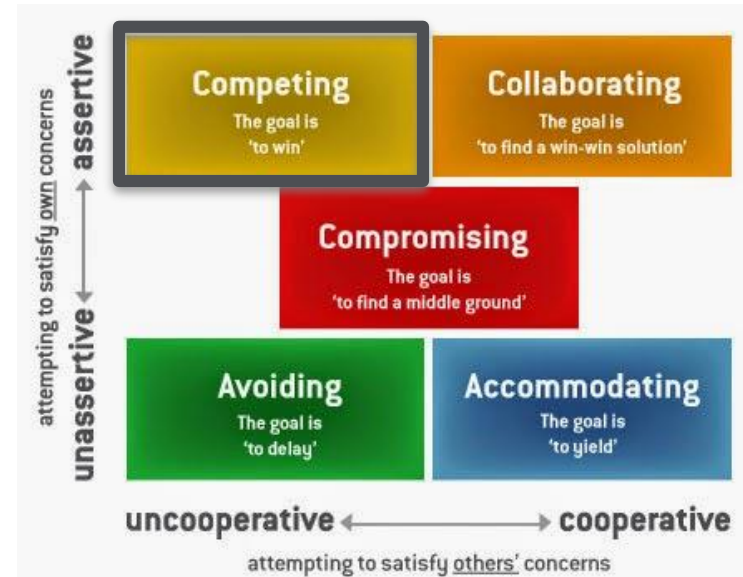 Competing
The goal is
'to win'
Collaborating
The goal is
'to find a win-win solution'
Compromising
The goal is
'to find a middle ground'
Avoiding
The goal is
'to delay'
Accommodating
The goal is
'to yield'
attempting to satisfy own concerns
assertive
unassertive
uncooperative
cooperative
attempting to satisfy others' concerns